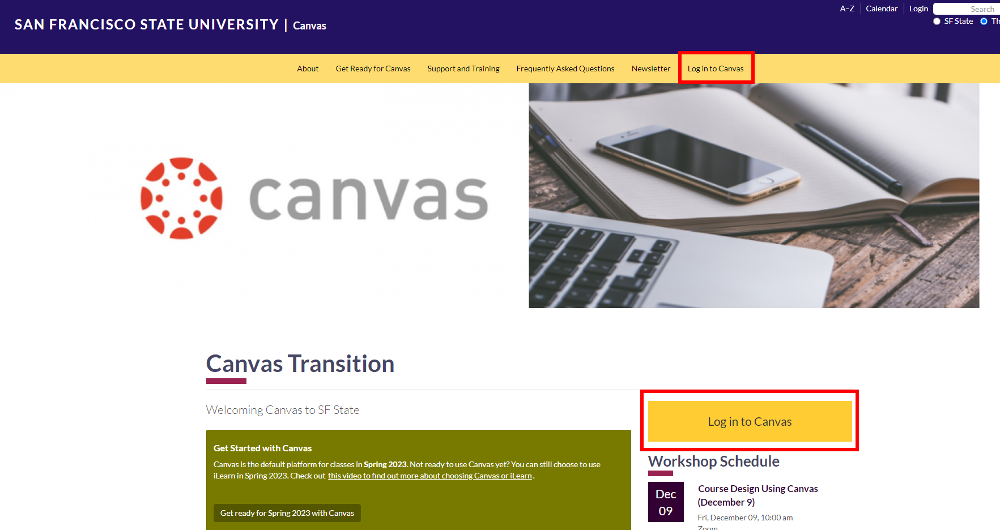 A–Z Calendar Login Search
SAN FRANCISCO STATE UNIVERSITY | Canvas
SF State Th
About Get Ready for Canvas Support and Training Frequently Asked Questions Newsletter Log in to Canvas
canvas
Canvas Transition
Welcoming Canvas to SF State
Get Started with Canvas
Canvas is the default platform for classes in Spring 2023. Not ready to use Canvas yet? You can still choose to use
iLearn in Spring 2023. Check out this video to find out more about choosing Canvas or iLearn.
Get ready for Spring 2023 with Canvas
Log in to Canvas
Workshop Schedule
Dec
09
Course Design Using Canvas
(December 9)
Fri, December 09, 10:00 am
Zoom